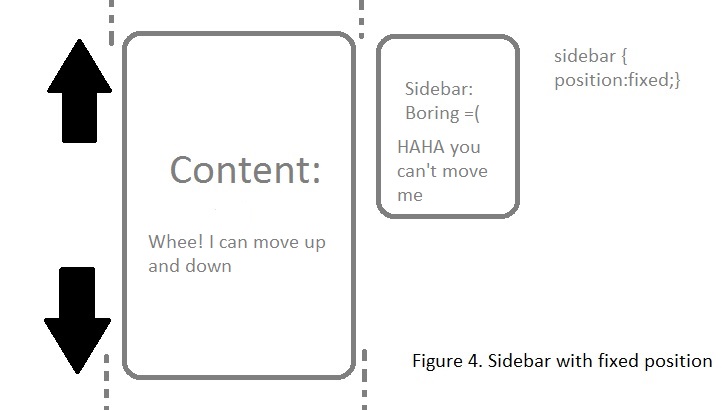 Content:
Whee! I can move up
and down
Sidebar:
Boring =(
HAHA you
can't move
me
sidebar {
position:fixed;}
Figure 4. Sidebar with fixed position